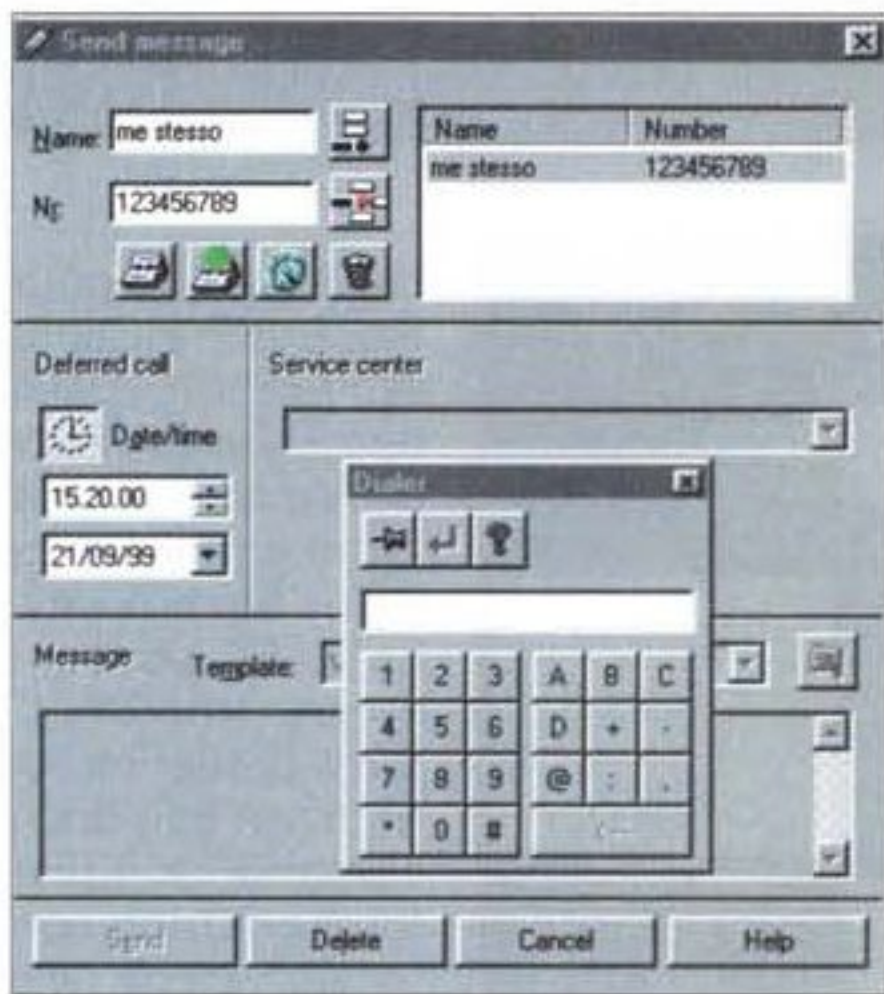 Send message
Name: me stesso
Nr: 123456789
Name Number
me stesso 123456789
Deferred call
Date/time
15.20.00
21/09/99
Service center
Dialer
1 2 3 A B C
4 5 6 D + -
7 8 9 @ : .
* 0 # <--
Message Template:
Send Delete Cancel Help